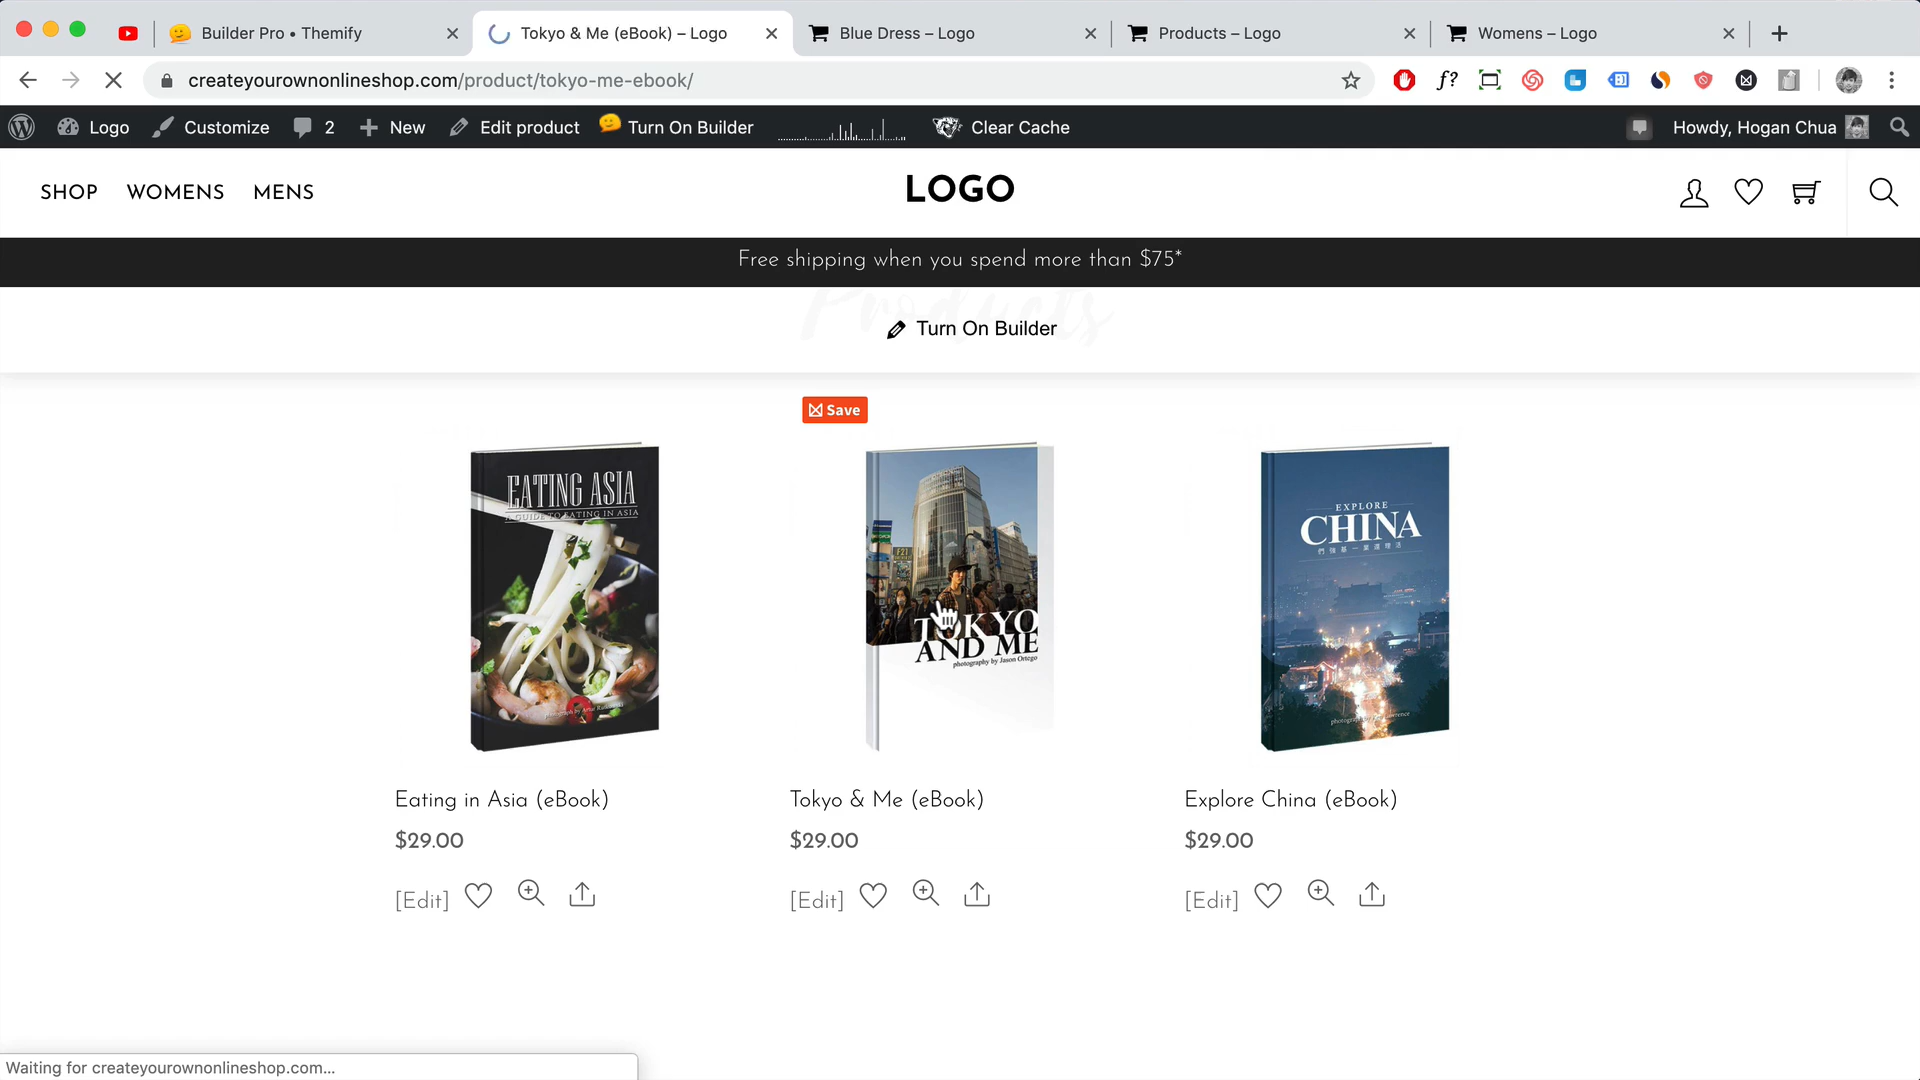 Builder Pro • Themify
Tokyo & Me (eBook) – Logo
Blue Dress – Logo
Products – Logo
Womens – Logo
createyourownonlineshop.com/product/tokyo-me-ebook/
Logo
Customize
2
New
Edit product
Turn On Builder
Clear Cache
Howdy, Hogan Chua
SHOP WOMENS MENS
LOGO
Free shipping when you spend more than $75*
Products
Turn On Builder
Save
EATING ASIA
A GUIDE TO EATING IN ASIA
F21
TOKYO
AND ME
photography by Jason Ortego
EXPLORE
CHINA
Eating in Asia (eBook)
Tokyo & Me (eBook)
Explore China (eBook)
$29.00
$29.00
$29.00
[Edit]
[Edit]
[Edit]
Waiting for createyourownonlineshop.com...